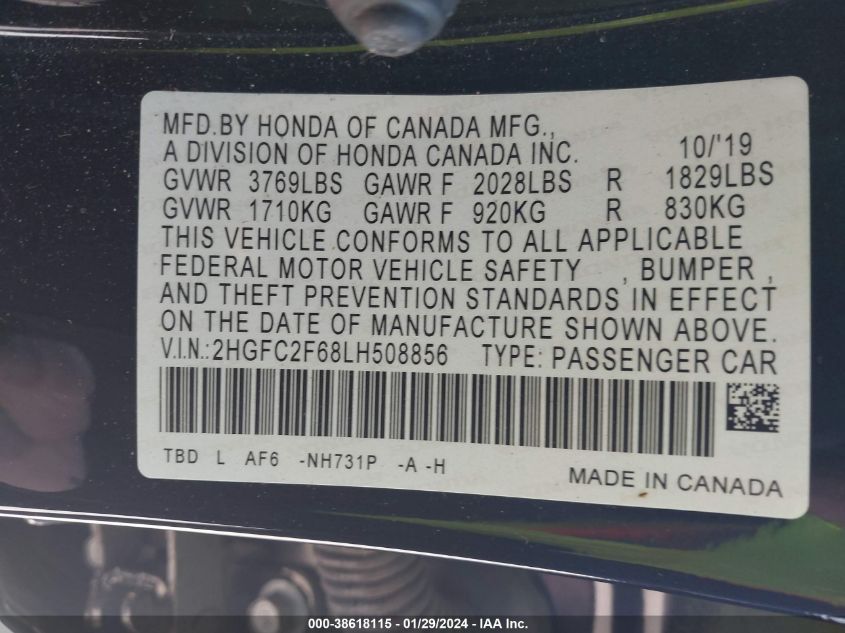 MFD.BY HONDA OF CANADA MFG.,
A DIVISION OF HONDA CANADA INC. 10/'19
GVWR 3769LBS GAWR F 2028LBS R 1829LBS
GVWR 1710KG GAWR F 920KG R 830KG
THIS VEHICLE CONFORMS TO ALL APPLICABLE
FEDERAL MOTOR VEHICLE SAFETY , BUMPER ,
AND THEFT PREVENTION STANDARDS IN EFFECT
ON THE DATE OF MANUFACTURE SHOWN ABOVE.
V.I.N.:2HGFC2F68LH508856 TYPE: PASSENGER CAR
TBD L AF6 -NH731P -A -H
MADE IN CANADA
000-38618115 - 01/29/2024 - IAA Inc.